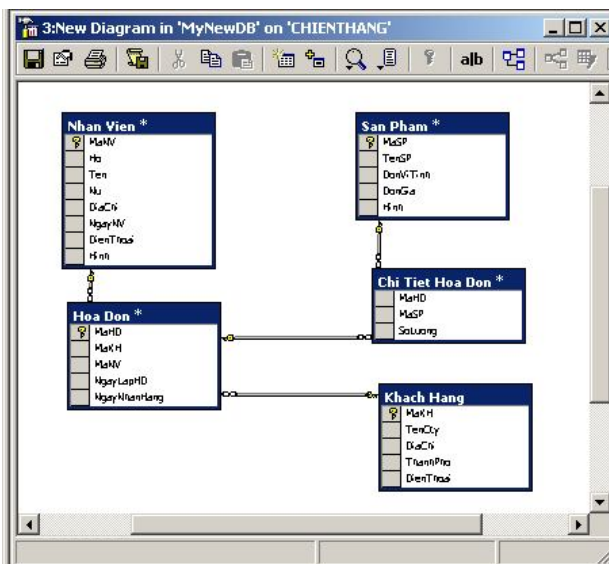 3:New Diagram in 'MyNewDB' on 'CHIENTHANG'
a|b
Nhan Vien *
MaNV
Ho
Ten
Nu
DiaChi
NgayNV
DienThoai
Hinh
San Pham *
MaSP
TenSP
DonViTinh
DonGia
Hinh
Chi Tiet Hoa Don *
MaHD
MaSP
SoLuong
Hoa Don *
MaHD
MaKH
MaNV
NgayLapHD
NgayNhanHang
Khach Hang
MaKH
TenCty
DiaChi
ThanhPho
DienThoai